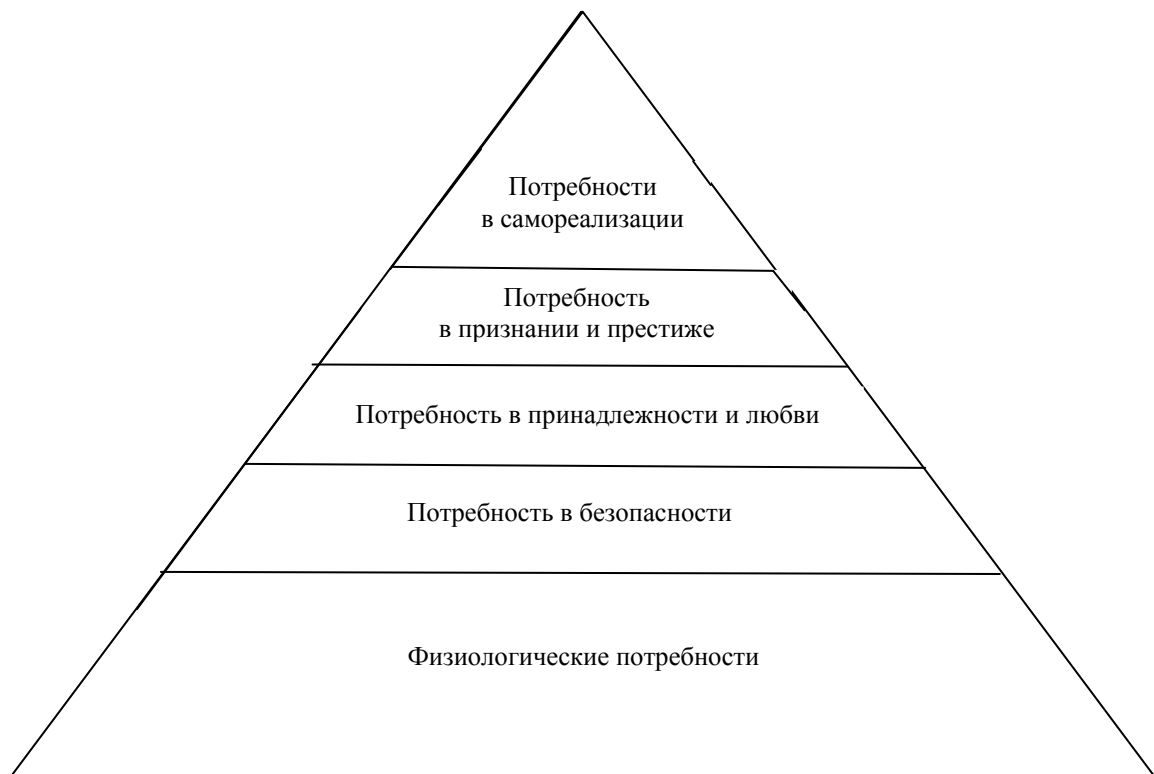 Потребности
в самореализации
Потребность
в признании и престиже
Потребность в принадлежности и любви
Потребность в безопасности
Физиологические потребности